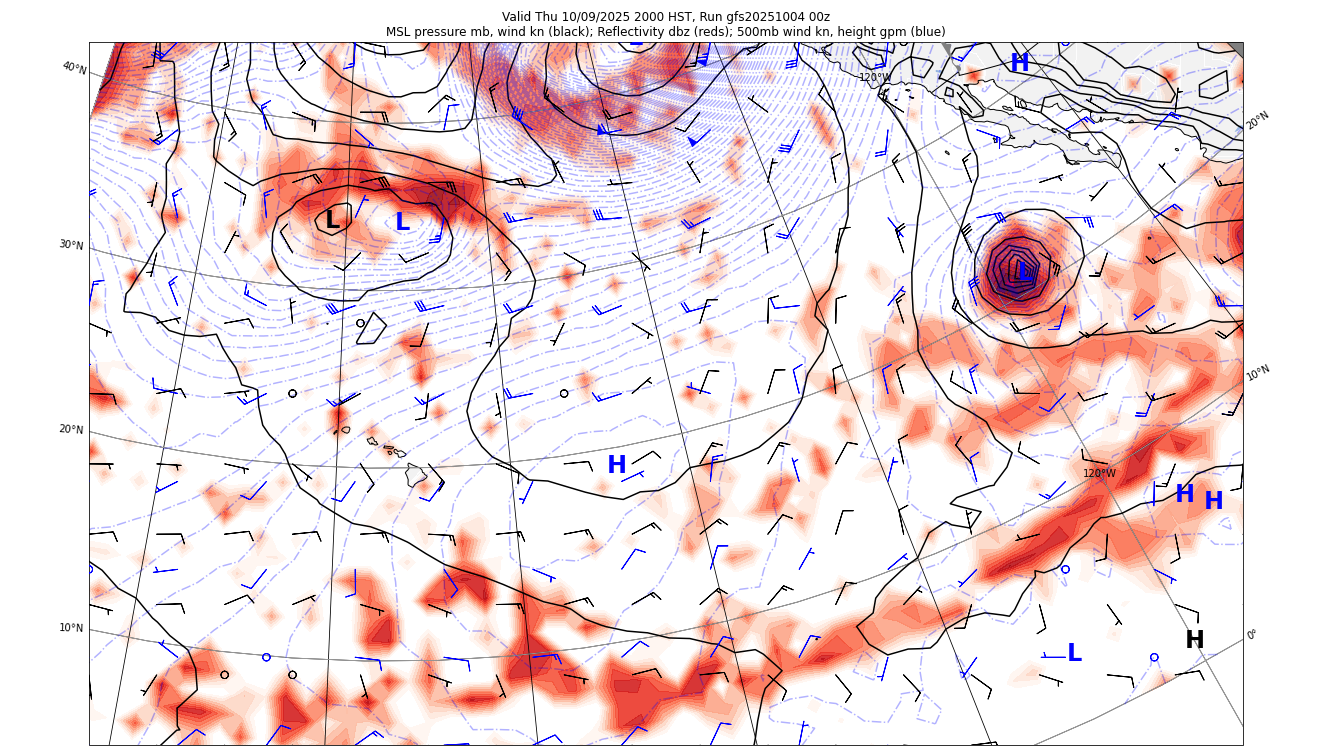 Valid Thu 10/09/2025 2000 HST, Run gfs20251004 00z
MSL pressure mb, wind kn (black); Reflectivity dbz (reds); 500mb wind kn, height gpm (blue)
40°N
120°W
H
20°N
L
L
30°N
L
10°N
20°N
H
120°W
H
H
10°N
0°
H
L